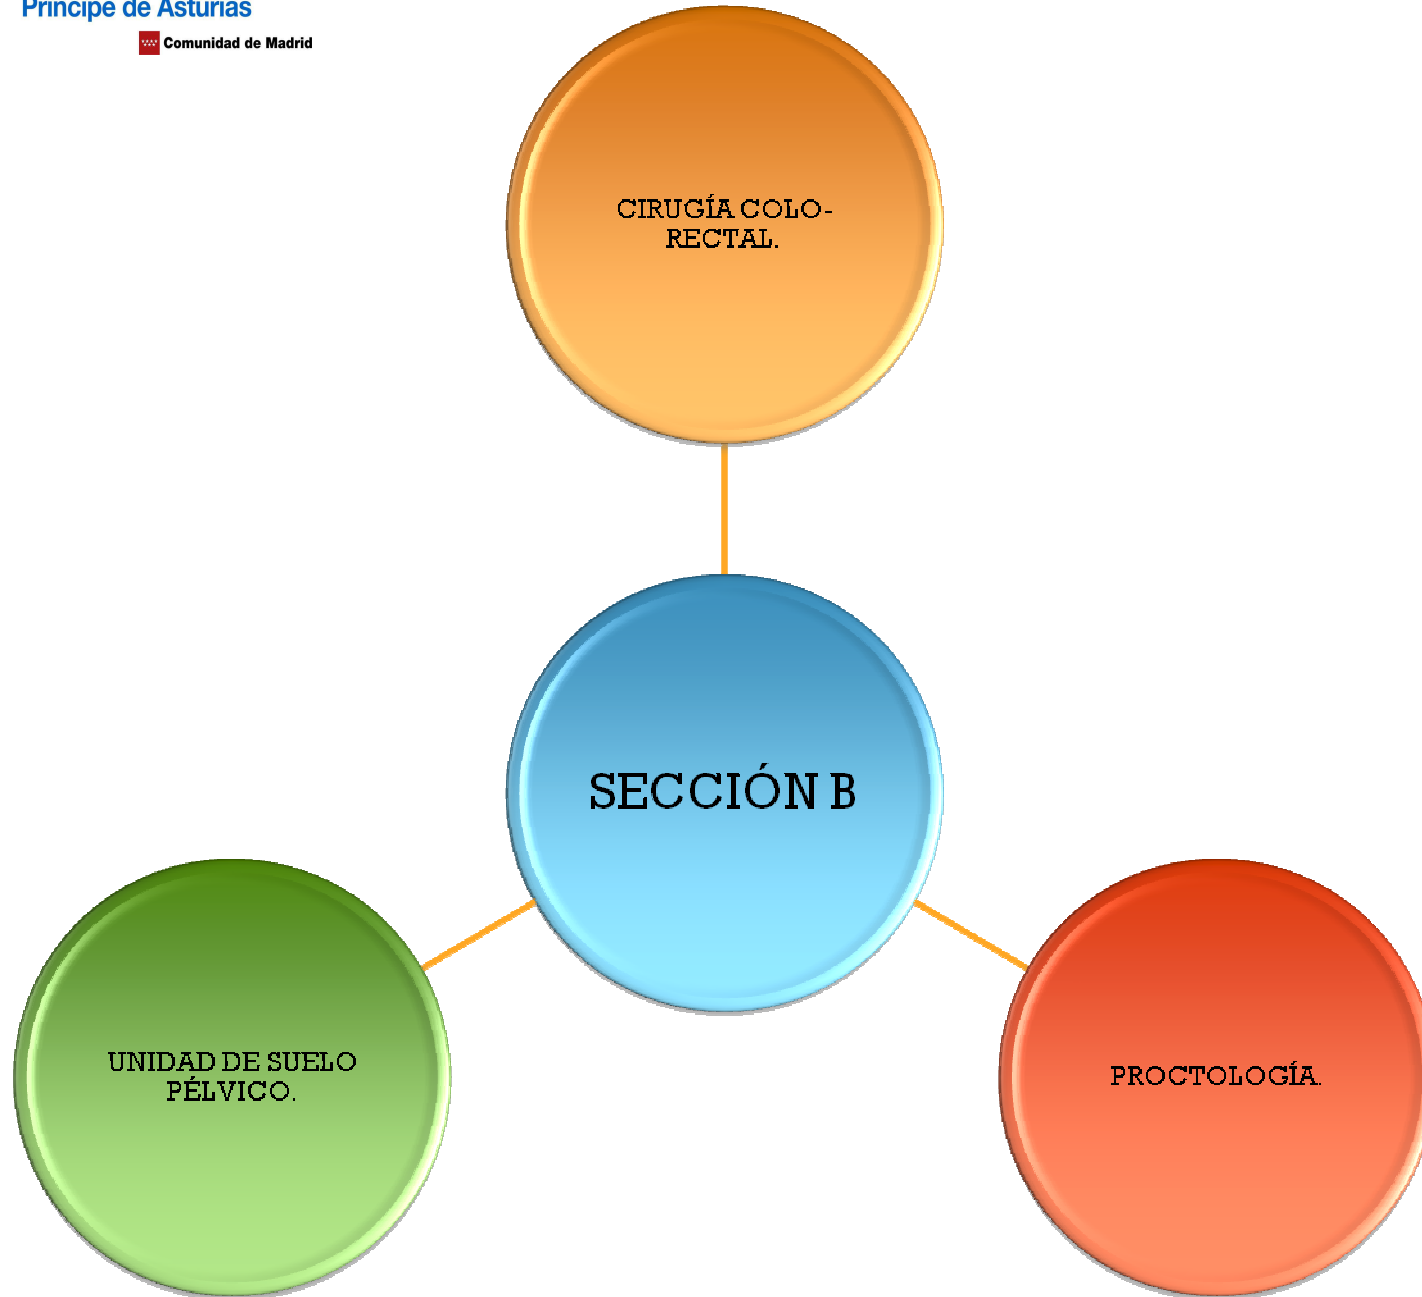 Príncipe de Asturias
Comunidad de Madrid
CIRUGÍA COLO-
RECTAL.
SECCIÓN B
UNIDAD DE SUELO
PÉLVICO.
PROCTOLOGÍA.